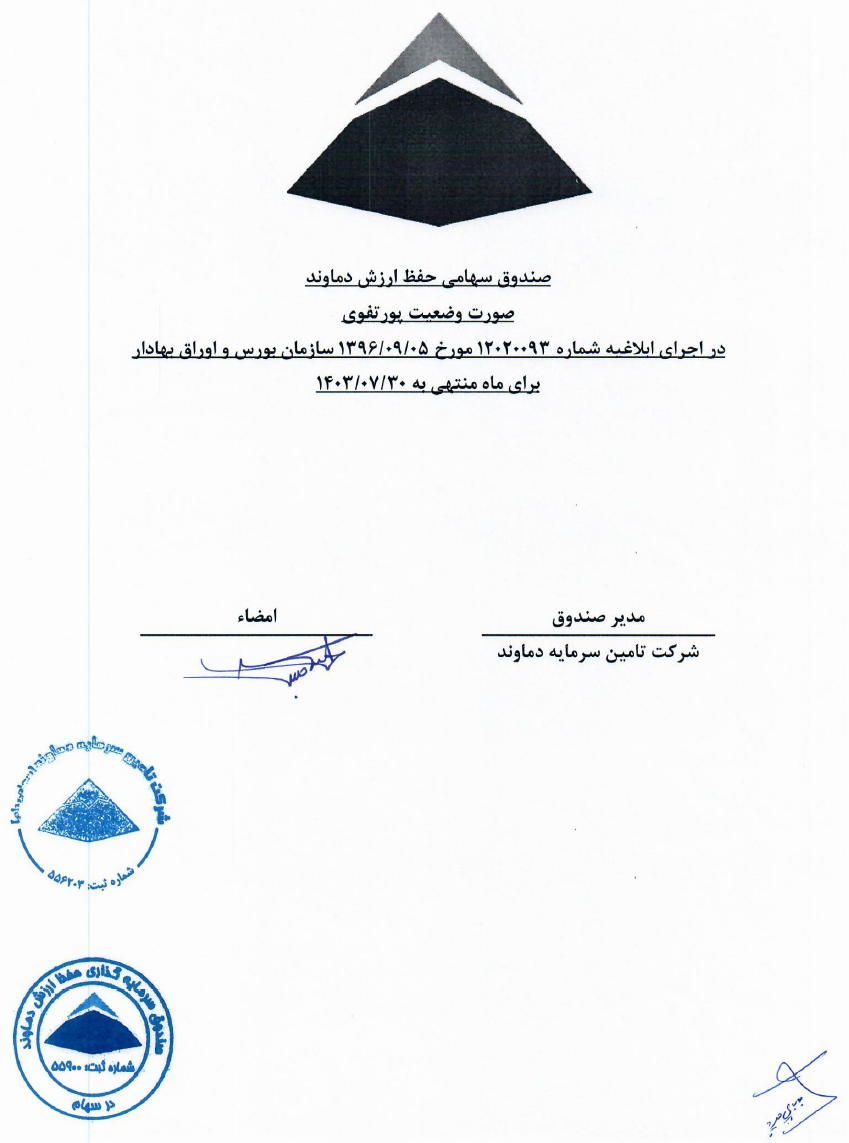 صندوق سهامی حفظ ارزش دماوند
صورت وضعیت پورتفوی
در اجرای ابلاغیه شماره ۱۲۰۲۰۰۹۳ مورخ ۱۳۹۶/۰۹/۰۵ سازمان بورس و اوراق بهادار
برای ماه منتهی به ۱۴۰۳/۰۷/۳۰
مدیر صندوق
امضاء
شرکت تامین سرمایه دماوند
شرکت تامین سرمایه دماوند
شماره ثبت: ۵۵۶۲۰۳
صندوق سرمایه گذاری حفظ ارزش دماوند
شماره ثبت: ۵۵۹۰۰
در سهام